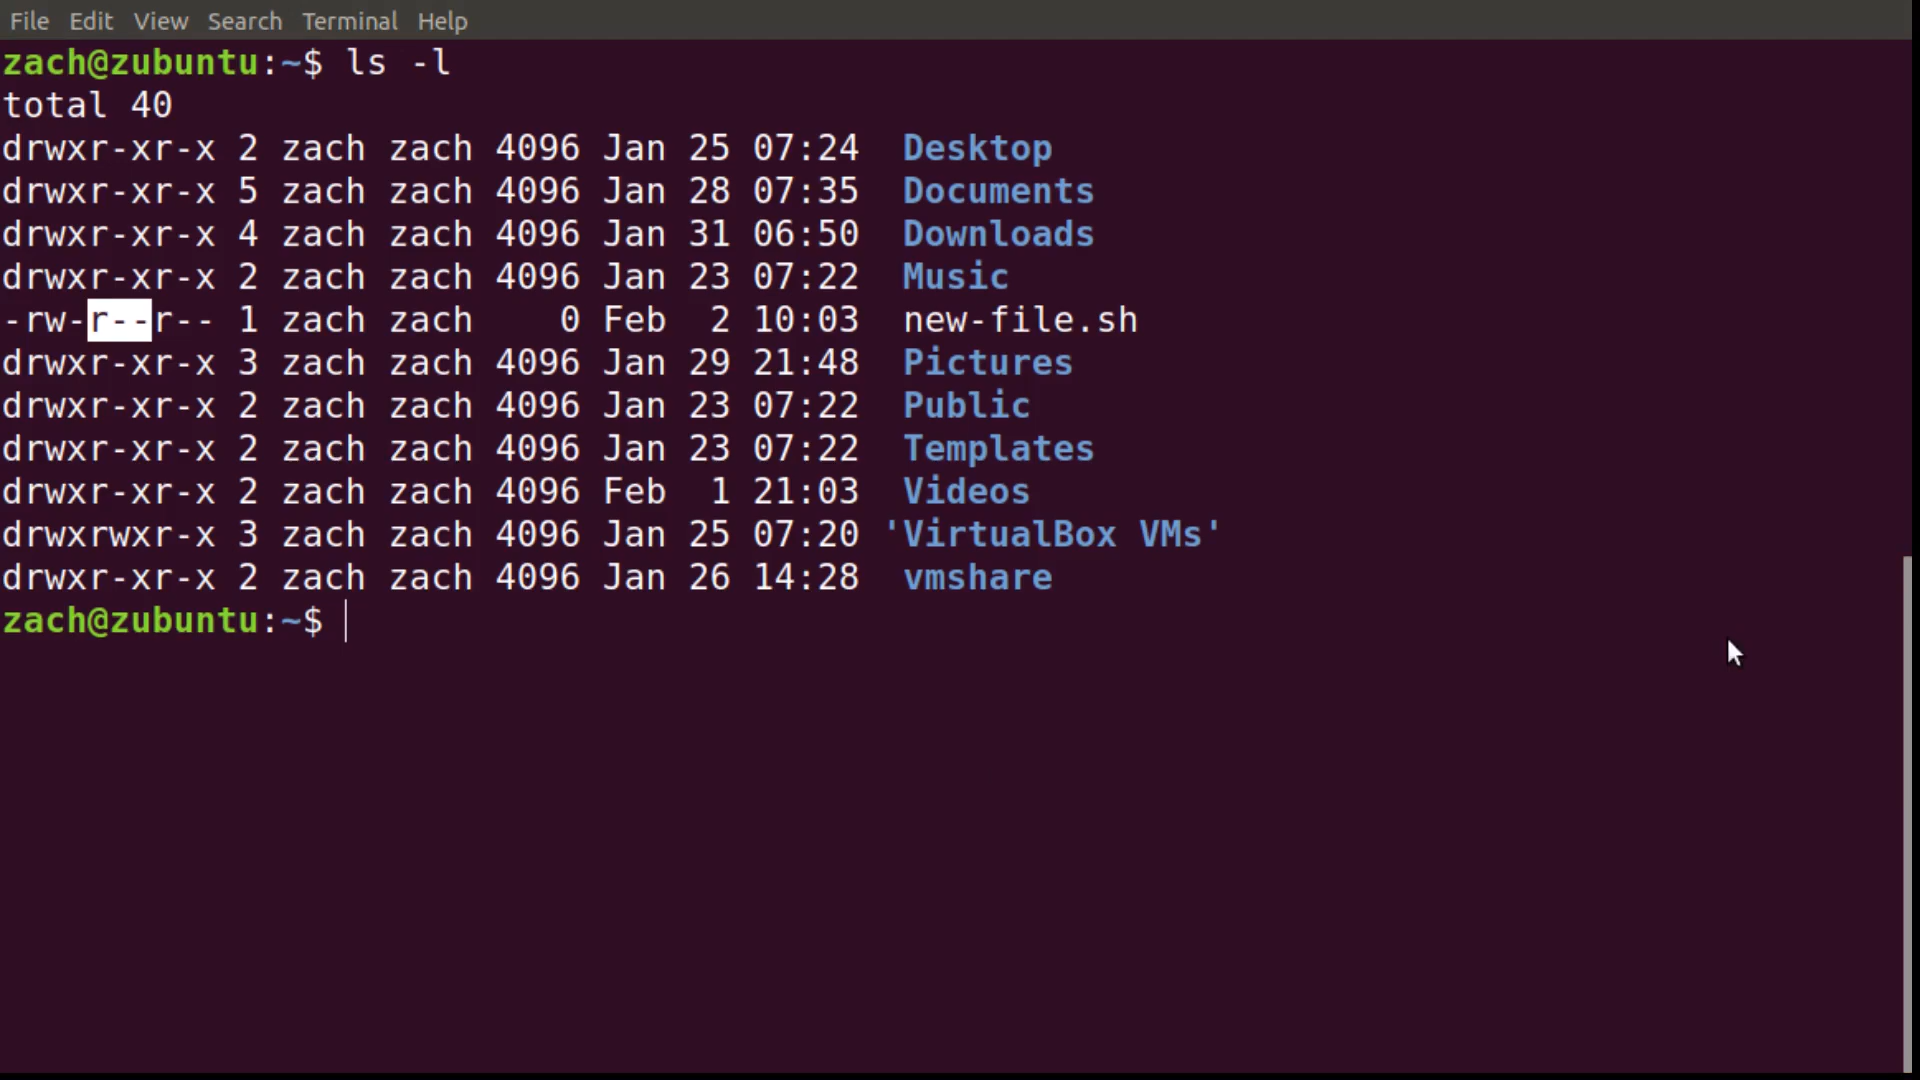 File Edit View Search Terminal Help
zach@zubuntu:~$ ls -l
total 40
drwxr-xr-x 2 zach zach 4096 Jan 25 07:24  Desktop
drwxr-xr-x 5 zach zach 4096 Jan 28 07:35  Documents
drwxr-xr-x 4 zach zach 4096 Jan 31 06:50  Downloads
drwxr-xr-x 2 zach zach 4096 Jan 23 07:22  Music
-rw-r--r-- 1 zach zach    0 Feb  2 10:03  new-file.sh
drwxr-xr-x 3 zach zach 4096 Jan 29 21:48  Pictures
drwxr-xr-x 2 zach zach 4096 Jan 23 07:22  Public
drwxr-xr-x 2 zach zach 4096 Jan 23 07:22  Templates
drwxr-xr-x 2 zach zach 4096 Feb  1 21:03  Videos
drwxrwxr-x 3 zach zach 4096 Jan 25 07:20 'VirtualBox VMs'
drwxr-xr-x 2 zach zach 4096 Jan 26 14:28  vmshare
zach@zubuntu:~$